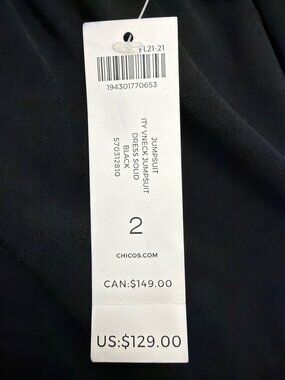 FL21-21
194301770653
JUMPSUIT
ITY VNECK JUMPSUIT
DRESS SOLID
BLACK
570312810
2
CHICOS.COM
CAN:$149.00
US:$129.00